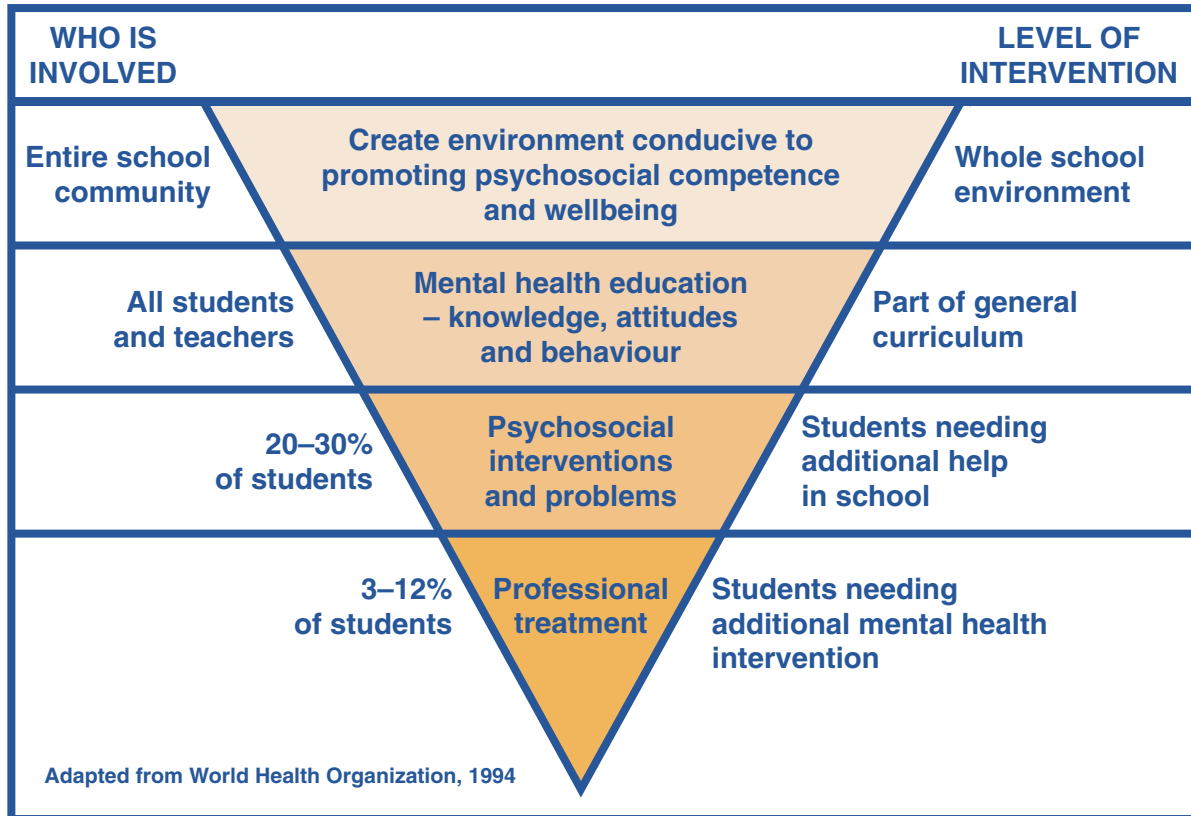 WHO IS
INVOLVED
LEVEL OF
INTERVENTION
Entire school
community
Create environment conducive to
promoting psychosocial competence
and wellbeing
Whole school
environment
All students
and teachers
Mental health education
– knowledge, attitudes
and behaviour
Part of general
curriculum
20–30%
of students
Psychosocial
interventions
and problems
Students needing
additional help
in school
3–12%
of students
Professional
treatment
Students needing
additional mental health
intervention
Adapted from World Health Organization, 1994